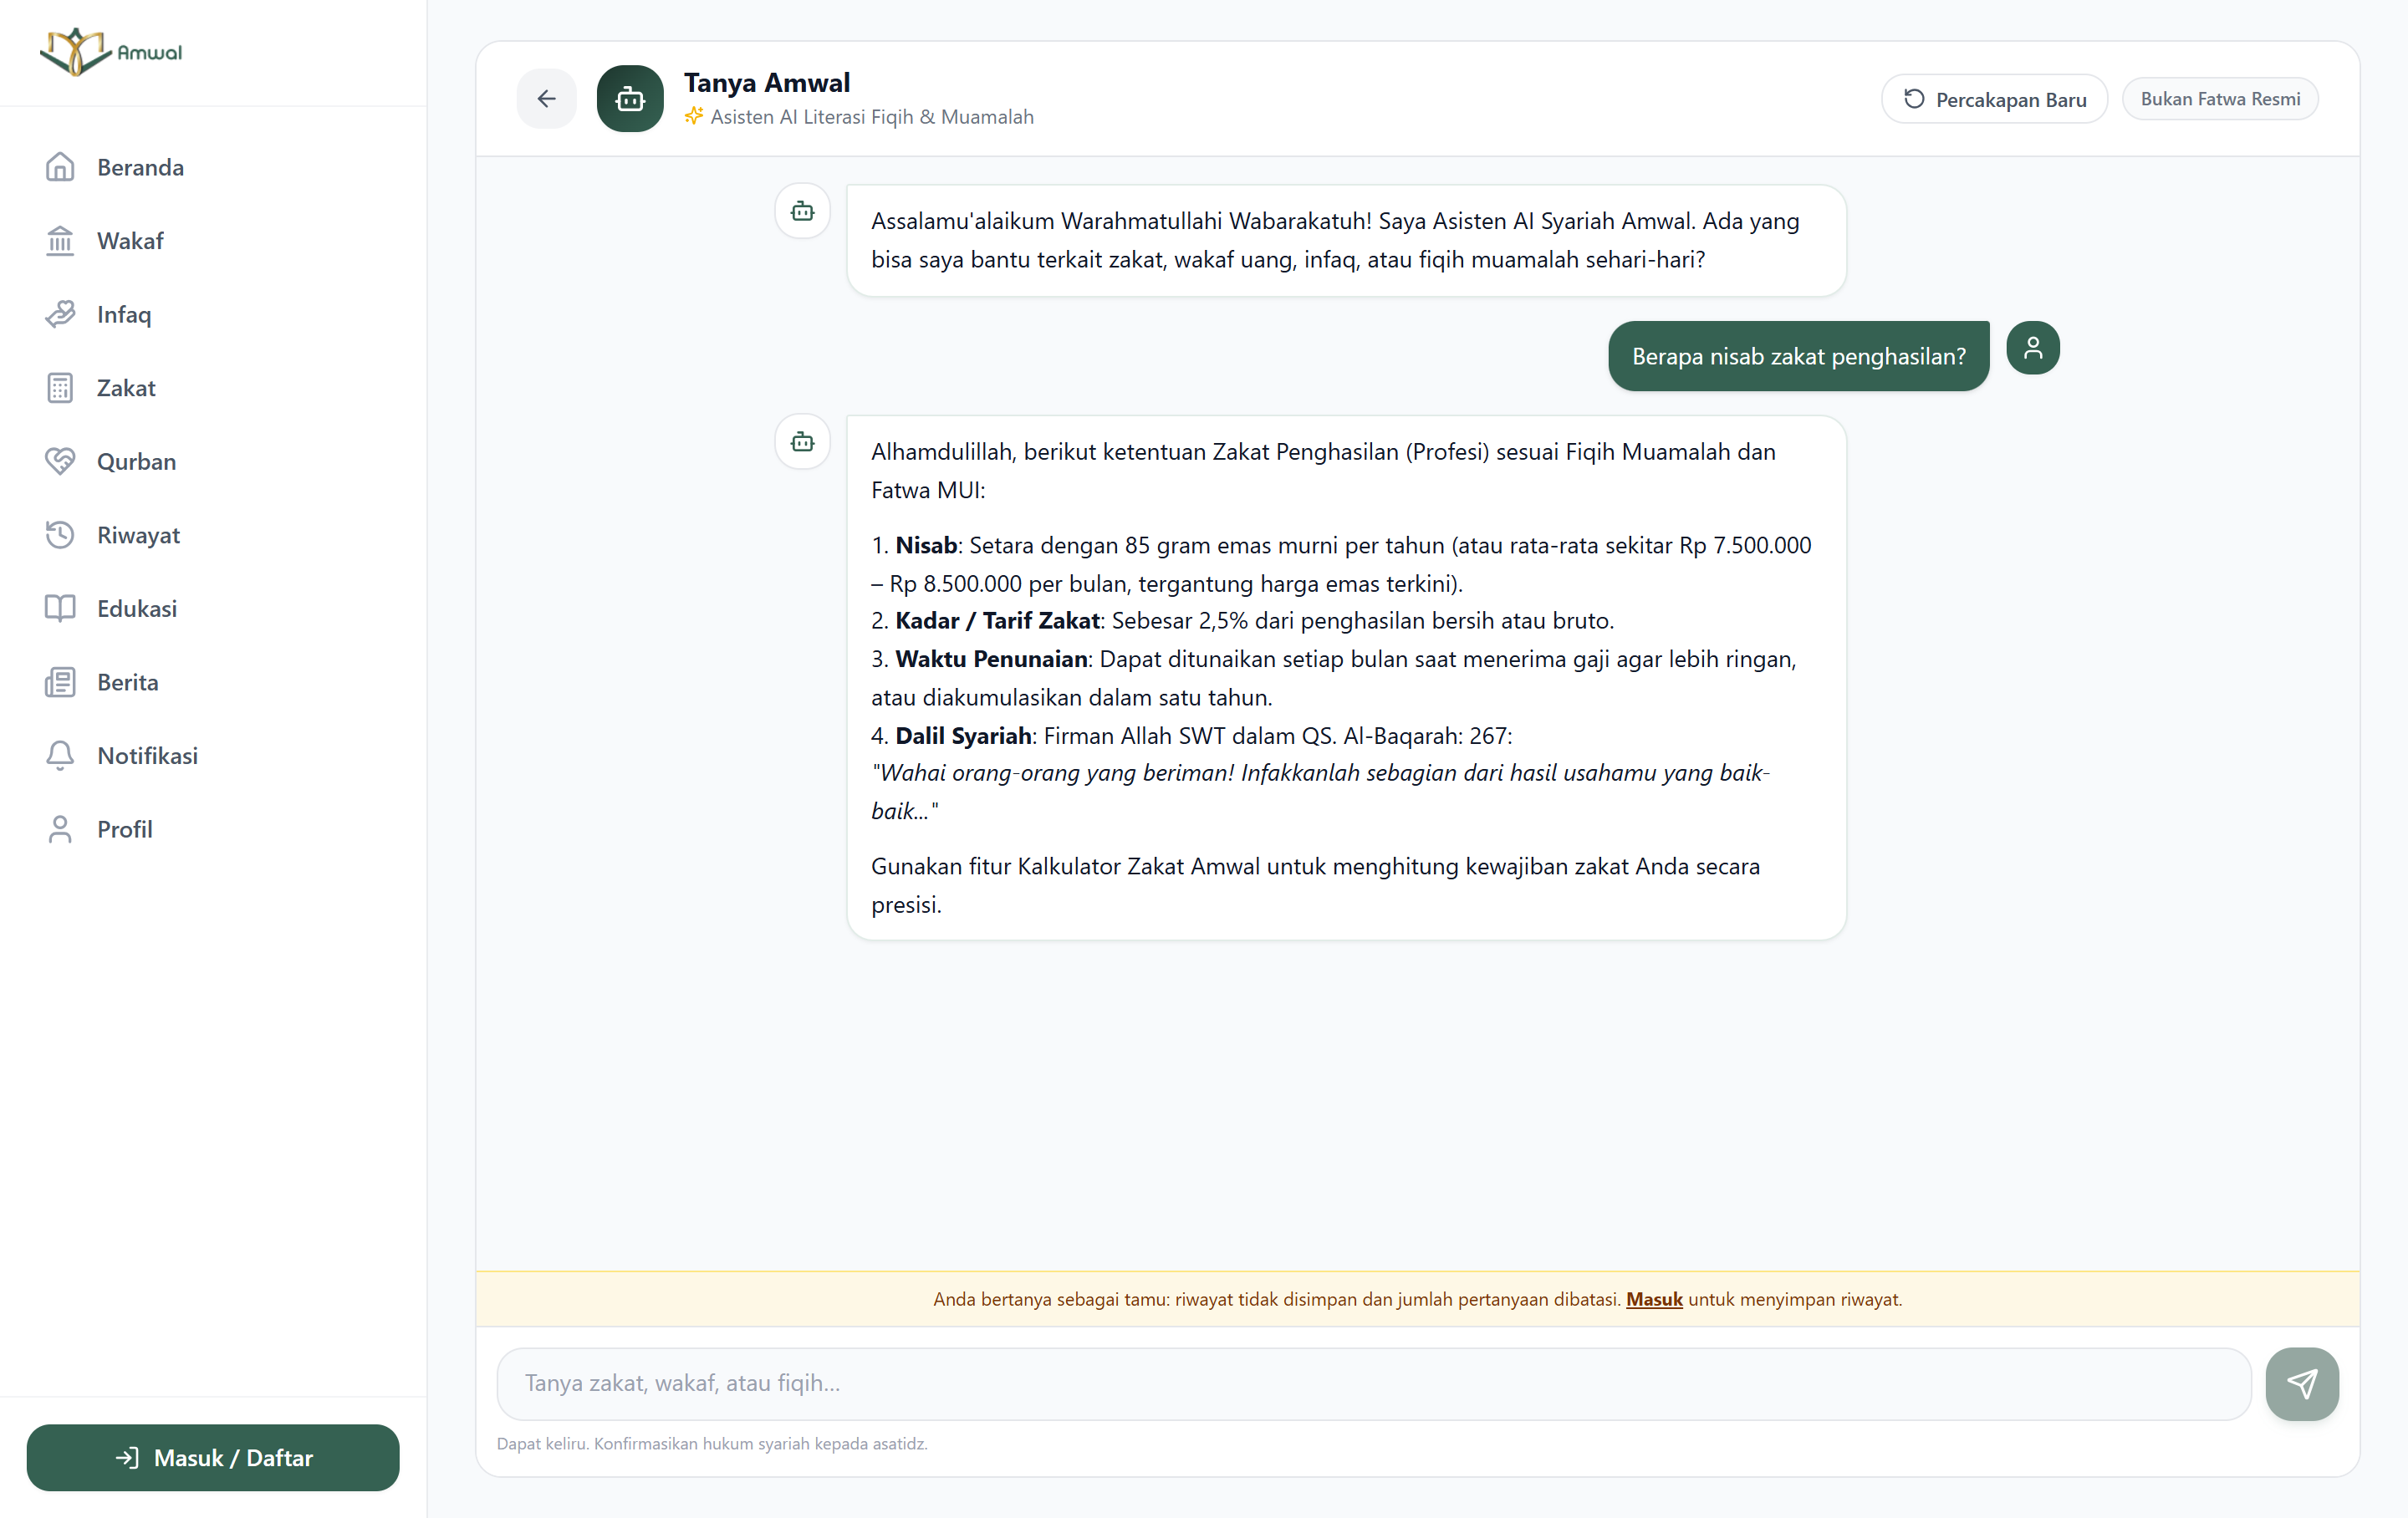 Amwal
Beranda
Wakaf
Infaq
Zakat
Qurban
Riwayat
Edukasi
Berita
Notifikasi
Profil
Masuk / Daftar
Tanya Amwal
Asisten AI Literasi Fiqih & Muamalah
Percakapan Baru
Bukan Fatwa Resmi
Assalamu'alaikum Warahmatullahi Wabarakatuh! Saya Asisten AI Syariah Amwal. Ada yang
bisa saya bantu terkait zakat, wakaf uang, infaq, atau fiqih muamalah sehari-hari?
Berapa nisab zakat penghasilan?
Alhamdulillah, berikut ketentuan Zakat Penghasilan (Profesi) sesuai Fiqih Muamalah dan
Fatwa MUI:
1. Nisab: Setara dengan 85 gram emas murni per tahun (atau rata-rata sekitar Rp 7.500.000
– Rp 8.500.000 per bulan, tergantung harga emas terkini).
2. Kadar / Tarif Zakat: Sebesar 2,5% dari penghasilan bersih atau bruto.
3. Waktu Penunaian: Dapat ditunaikan setiap bulan saat menerima gaji agar lebih ringan,
atau diakumulasikan dalam satu tahun.
4. Dalil Syariah: Firman Allah SWT dalam QS. Al-Baqarah: 267:
"Wahai orang-orang yang beriman! Infakkanlah sebagian dari hasil usahamu yang baik-
baik..."
Gunakan fitur Kalkulator Zakat Amwal untuk menghitung kewajiban zakat Anda secara
presisi.
Anda bertanya sebagai tamu: riwayat tidak disimpan dan jumlah pertanyaan dibatasi. Masuk untuk menyimpan riwayat.
Tanya zakat, wakaf, atau fiqih...
Dapat keliru. Konfirmasikan hukum syariah kepada asatidz.